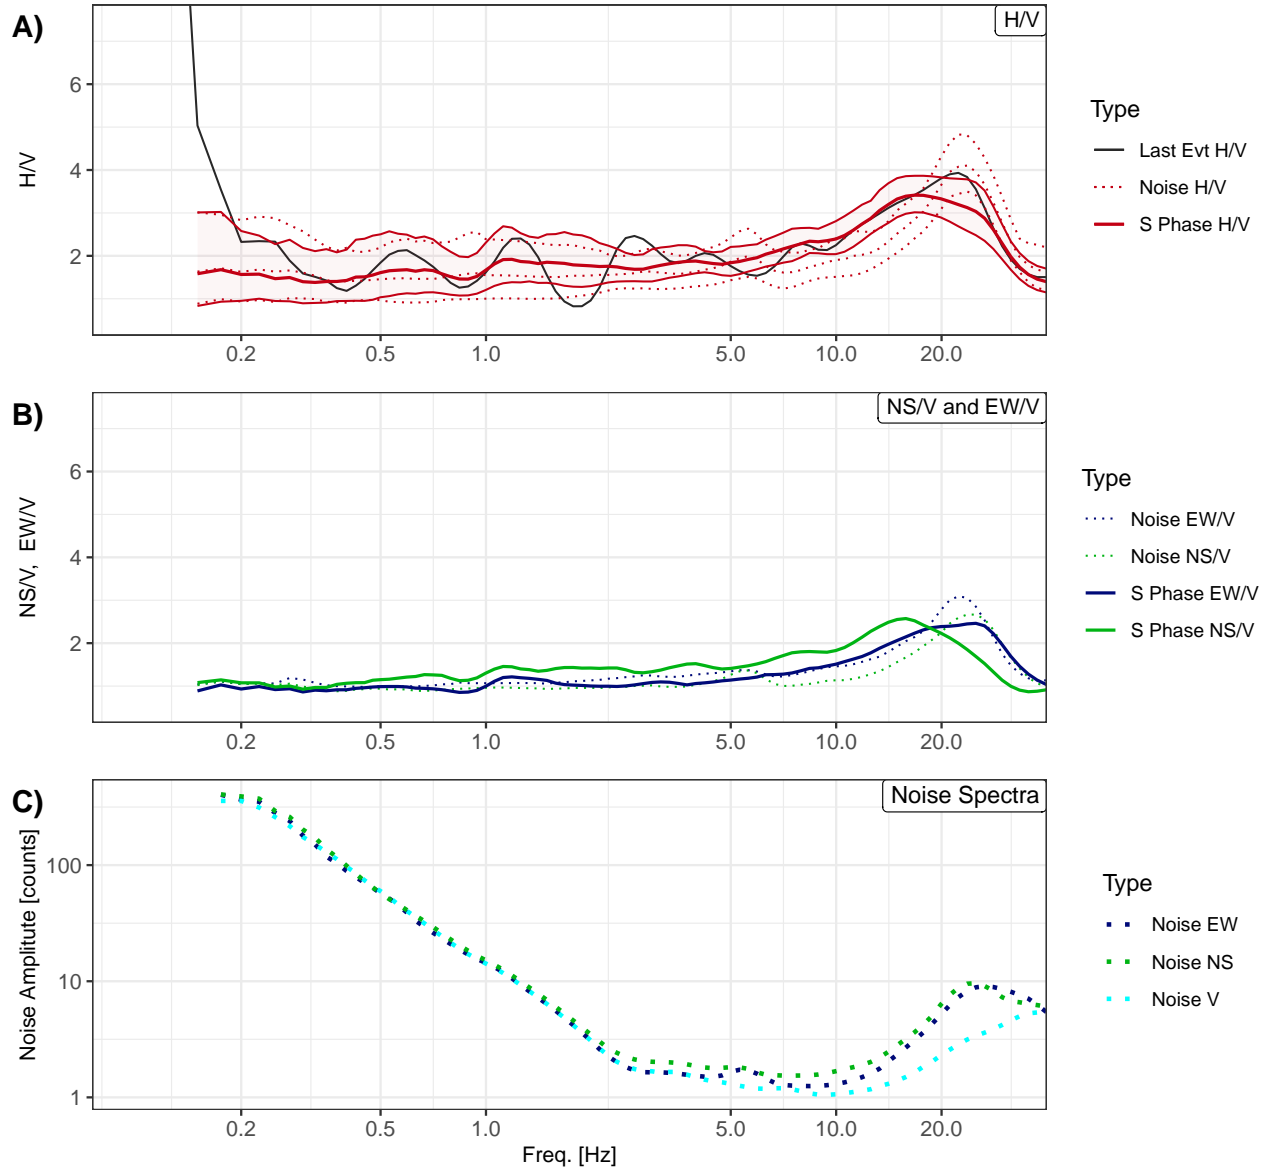 A)
H/V
6
4
2
H/V
0.2 0.5 1.0 5.0 10.0 20.0
Type
Last Evt H/V
Noise H/V
S Phase H/V
B)
NS/V and EW/V
6
4
2
NS/V,  EW/V
0.2 0.5 1.0 5.0 10.0 20.0
Type
Noise EW/V
Noise NS/V
S Phase EW/V
S Phase NS/V
C)
Noise Spectra
100
10
1
Noise Amplitute [counts]
0.2 0.5 1.0 5.0 10.0 20.0
Freq. [Hz]
Type
Noise EW
Noise NS
Noise V